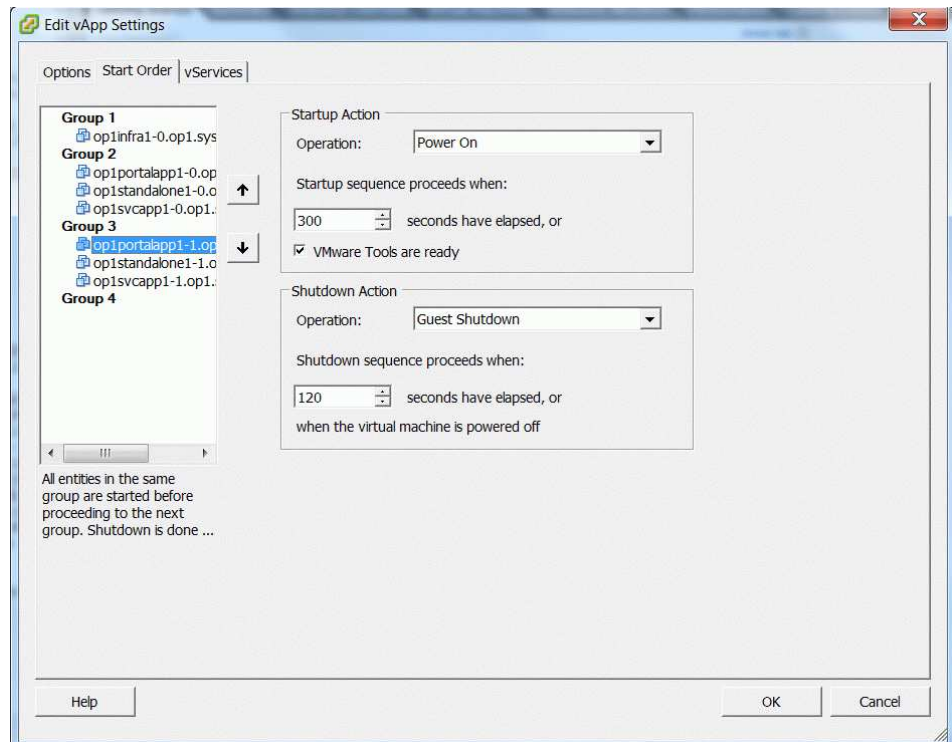 Edit vApp Settings
Options Start Order vServices
Group 1
op1infra1-0.op1.sys
Group 2
op1portalapp1-0.op
op1standalone1-0.o
op1svcapp1-0.op1.
Group 3
op1portalapp1-1.op
op1standalone1-1.o
op1svcapp1-1.op1.
Group 4
All entities in the same
group are started before
proceeding to the next
group. Shutdown is done ...
Startup Action
Operation: Power On
Startup sequence proceeds when:
300 seconds have elapsed, or
VMware Tools are ready
Shutdown Action
Operation: Guest Shutdown
Shutdown sequence proceeds when:
120 seconds have elapsed, or
when the virtual machine is powered off
Help OK Cancel